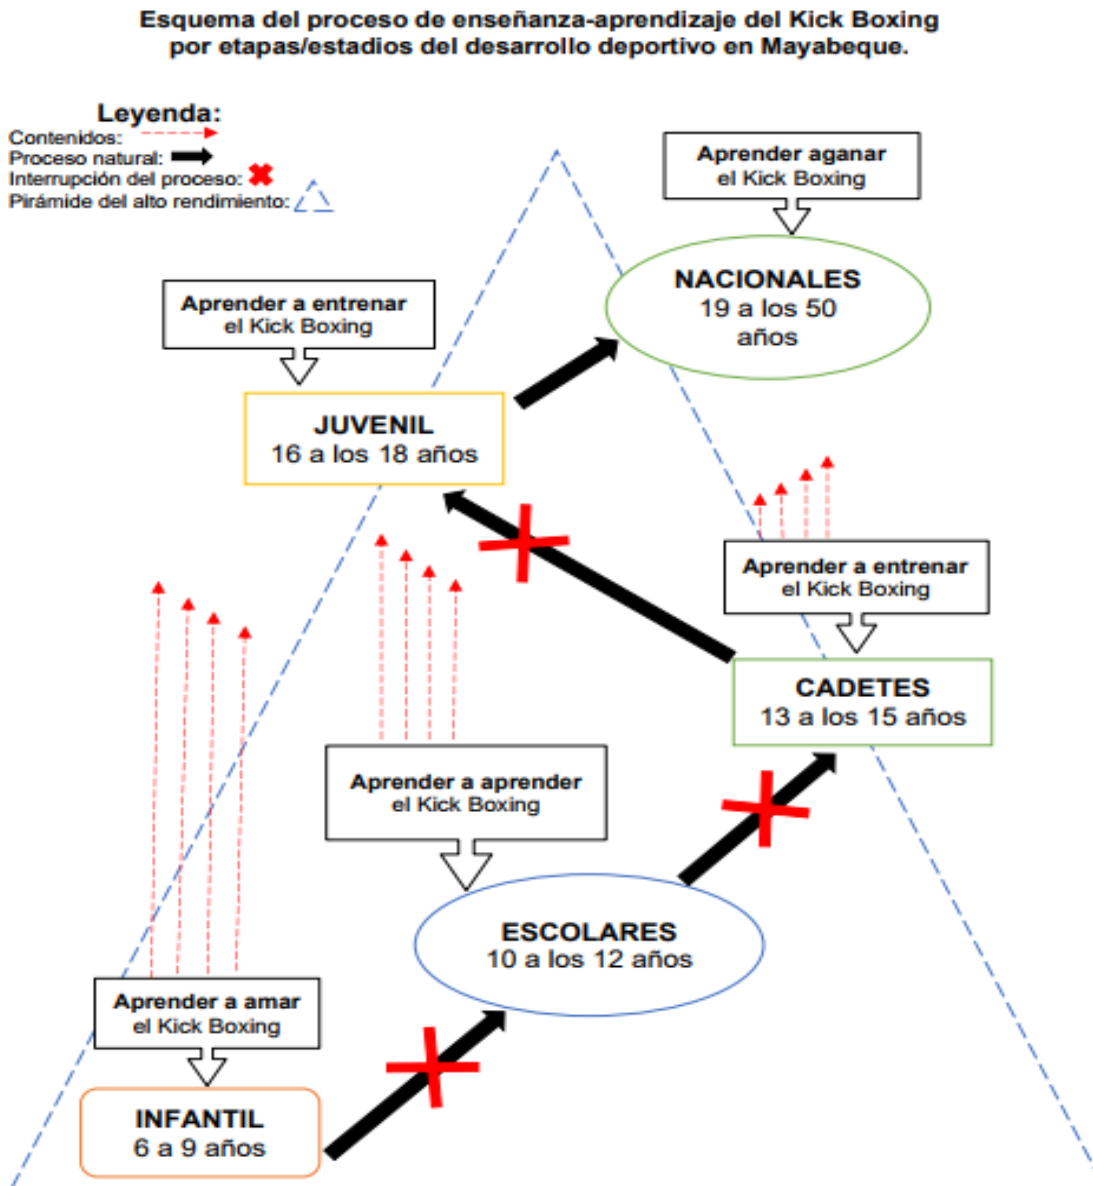 Esquema del proceso de enseñanza-aprendizaje del Kick Boxing
por etapas/estadios del desarrollo deportivo en Mayabeque.
Leyenda:
Contenidos:
Proceso natural:
Interrupción del proceso:
Pirámide del alto rendimiento:
Aprender aganar
el Kick Boxing
NACIONALES
19 a los 50
años
Aprender a entrenar
el Kick Boxing
JUVENIL
16 a los 18 años
Aprender a entrenar
el Kick Boxing
CADETES
13 a los 15 años
Aprender a aprender
el Kick Boxing
ESCOLARES
10 a los 12 años
Aprender a amar
el Kick Boxing
INFANTIL
6 a 9 años